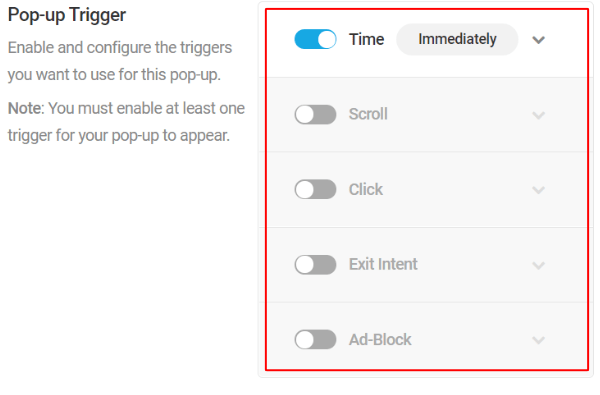 Pop-up Trigger
Enable and configure the triggers
you want to use for this pop-up.
Note: You must enable at least one
trigger for your pop-up to appear.
Time Immediately
Scroll
Click
Exit Intent
Ad-Block